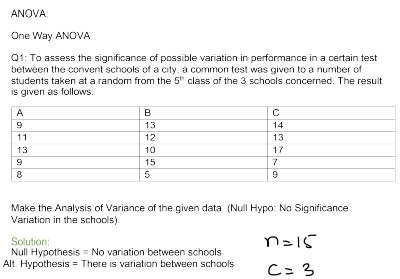 ANOVA:
One Way ANOVA
Q1: To assess the significance of possible variation in performance in a certain test
between the convent schools of a city, a common test was given to a number of
students taken at a random from the 5th class of the 3 schools concerned. The result
is given as follows:
A B C
9 13 14
11 12 13
13 10 17
9 15 7
8 5 9
Make the Analysis of Variance of the given data. (Null Hypo: No Significance
Variation in the schools).
Solution:
Null Hypothesis = No variation between schools
Alt. Hypothesis = There is variation between schools
n=15
C=3